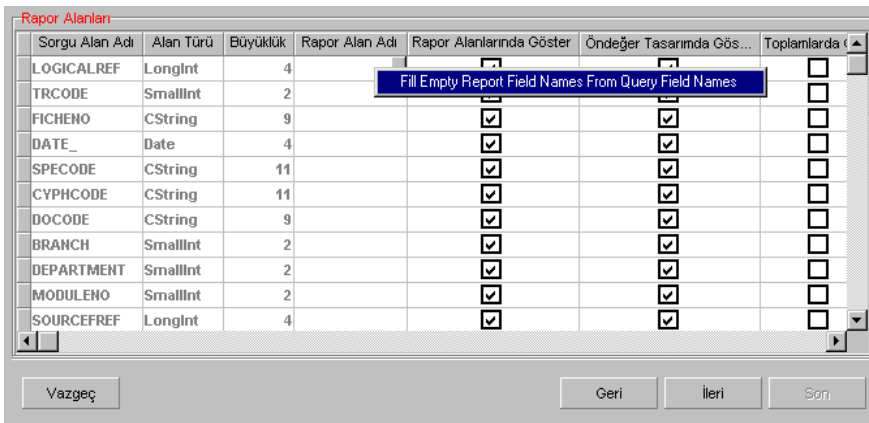 Rapor Alanları
Sorgu Alan Adı Alan Türü Büyüklük Rapor Alan Adı Rapor Alanlarında Göster Öndeğer Tasarımda Gös... Toplamlarda
LOGICALREF LongInt 4
Fill Empty Report Field Names From Query Field Names
TRCODE SmallInt 2
FICHENO CString 9
DATE_ Date 4
SPECODE CString 11
CYPHCODE CString 11
DOCODE CString 9
BRANCH SmallInt 2
DEPARTMENT SmallInt 2
MODULENO SmallInt 2
SOURCEFREF LongInt 4
Vazgeç Geri İleri Son